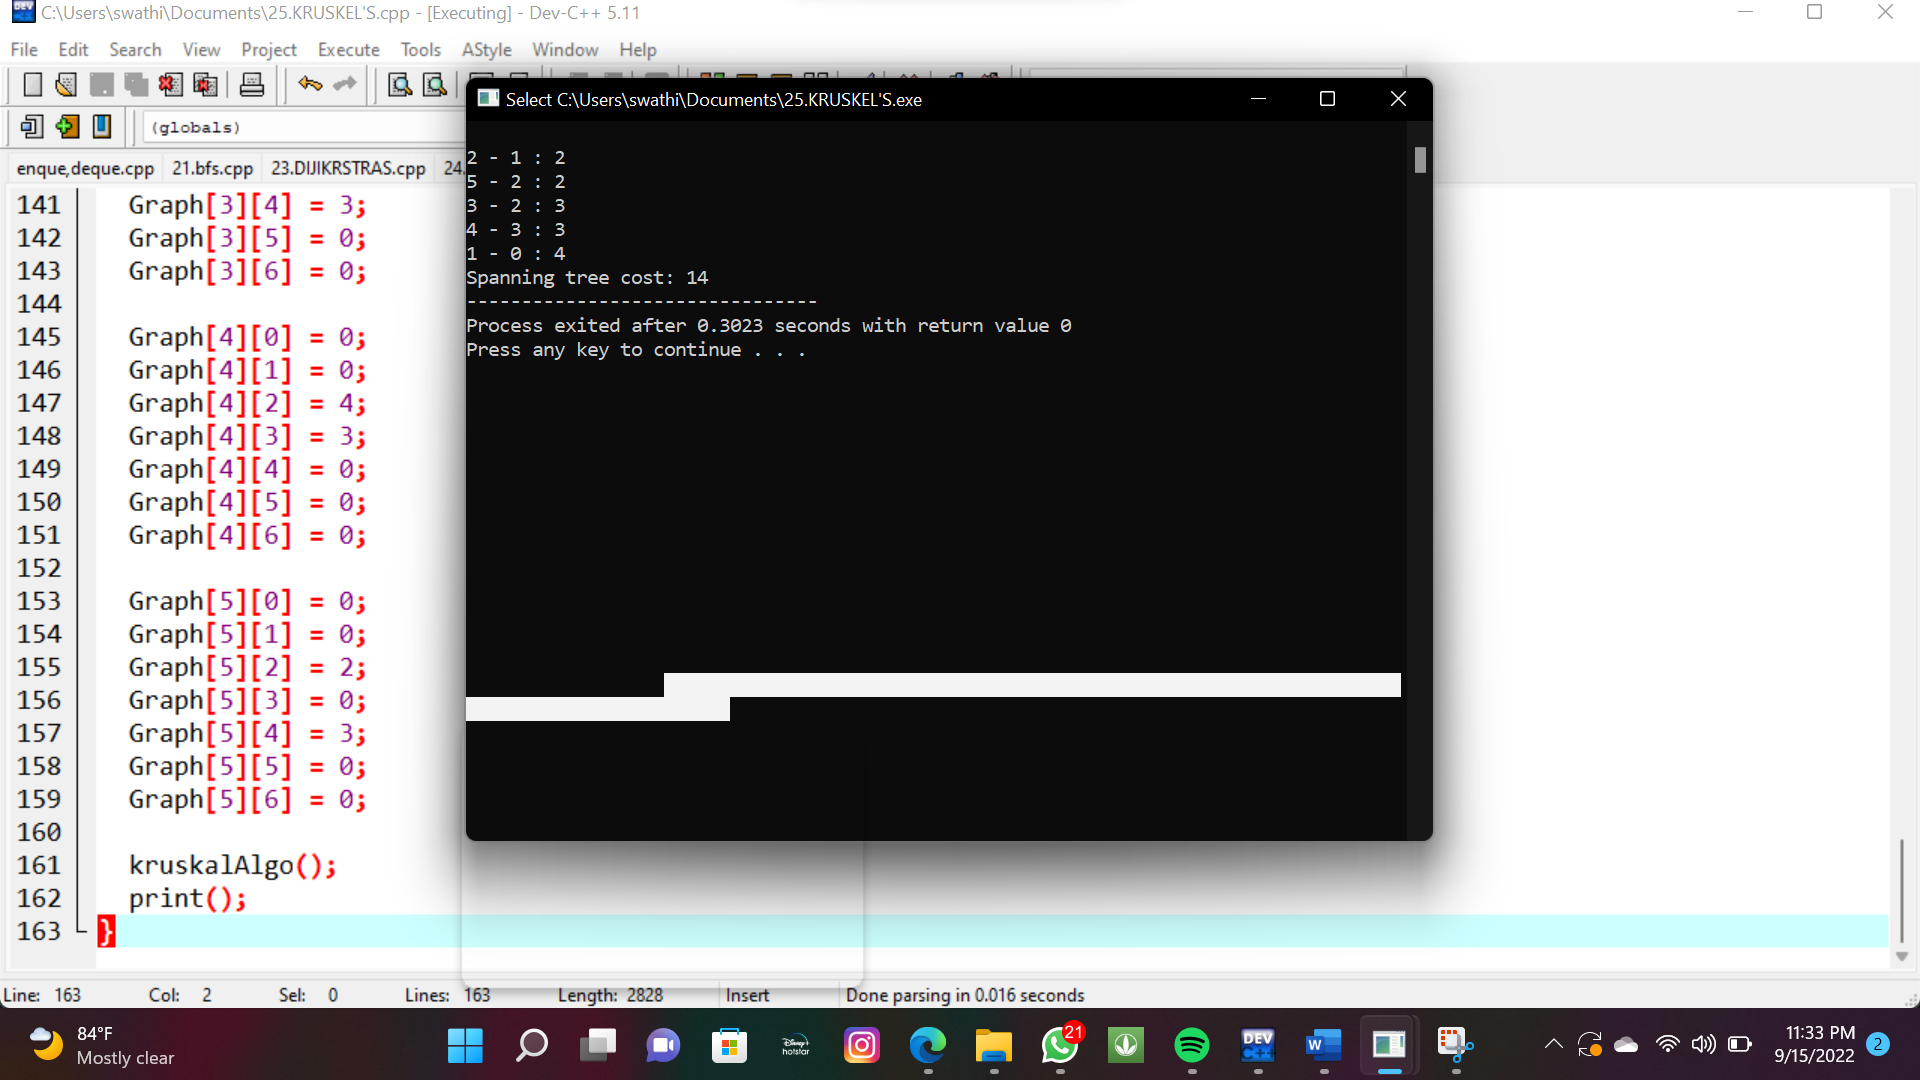 C:\Users\swathi\Documents\25.KRUSKEL'S.cpp - [Executing] - Dev-C++ 5.11
File Edit Search View Project Execute Tools AStyle Window Help
(globals)
enque,deque.cpp 21.bfs.cpp 23.DIJIKRSTRAS.cpp 24.
141 Graph[3][4] = 3;
142 Graph[3][5] = 0;
143 Graph[3][6] = 0;
144
145 Graph[4][0] = 0;
146 Graph[4][1] = 0;
147 Graph[4][2] = 4;
148 Graph[4][3] = 3;
149 Graph[4][4] = 0;
150 Graph[4][5] = 0;
151 Graph[4][6] = 0;
152
153 Graph[5][0] = 0;
154 Graph[5][1] = 0;
155 Graph[5][2] = 2;
156 Graph[5][3] = 0;
157 Graph[5][4] = 3;
158 Graph[5][5] = 0;
159 Graph[5][6] = 0;
160
161 kruskalAlgo();
162 print();
163 }
Select C:\Users\swathi\Documents\25.KRUSKEL'S.exe
2 - 1 : 2
5 - 2 : 2
3 - 2 : 3
4 - 3 : 3
1 - 0 : 4
Spanning tree cost: 14
--------------------------------
Process exited after 0.3023 seconds with return value 0
Press any key to continue . . .
Line: 163 Col: 2 Sel: 0 Lines: 163 Length: 2828 Insert Done parsing in 0.016 seconds
84°F
Mostly clear
Disney+
hotstar
21
DEV
C++
W
11:33 PM
9/15/2022
2